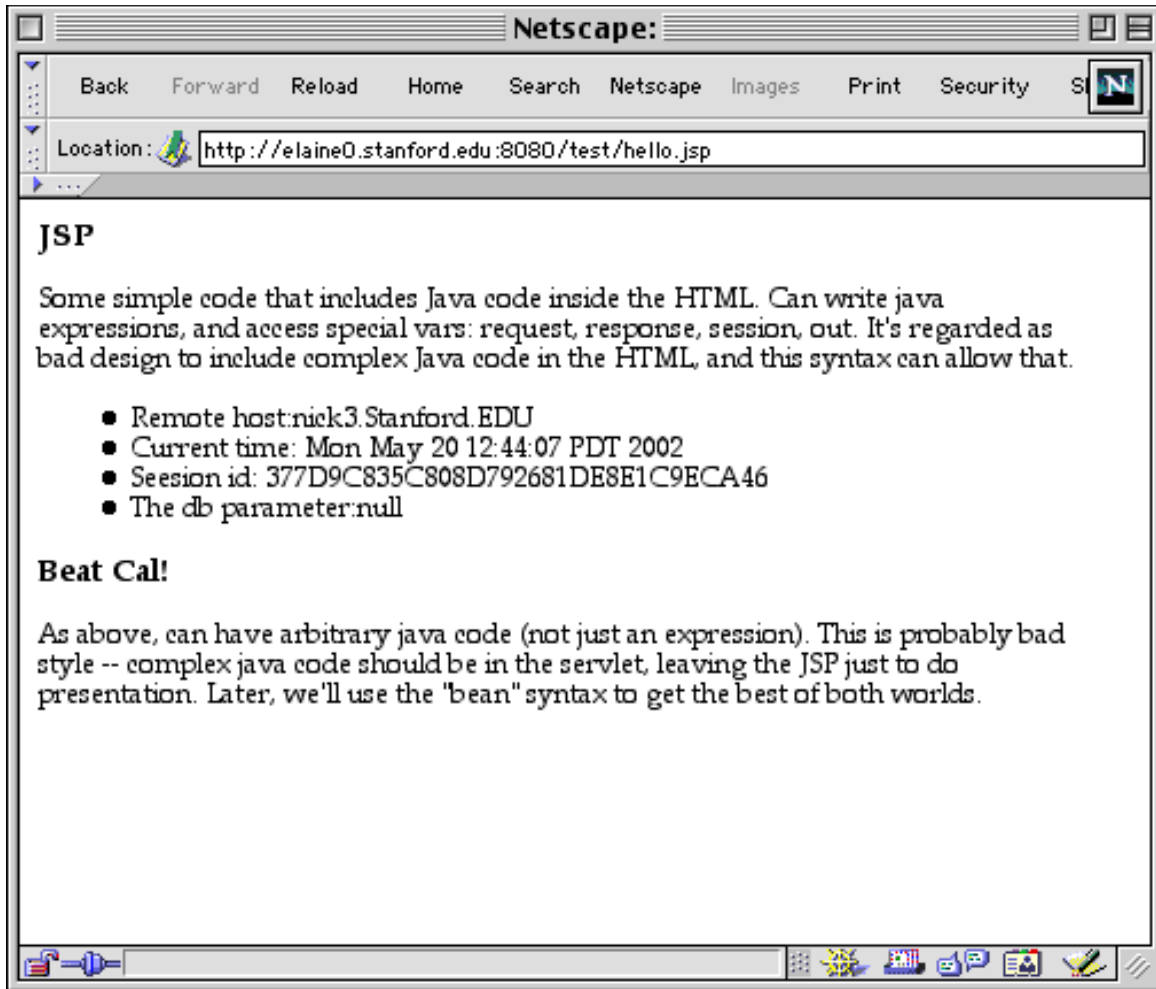 Netscape:
Back Forward Reload Home Search Netscape Images Print Security
N
Location: http://elaine0.stanford.edu:8080/test/hello.jsp
...
JSP
Some simple code that includes Java code inside the HTML. Can write java
expressions, and access special vars: request, response, session, out. It's regarded as
bad design to include complex Java code in the HTML, and this syntax can allow that.
● Remote host:nick3.Stanford.EDU
● Current time: Mon May 20 12:44:07 PDT 2002
● Seesion id: 377D9C835C808D792681DE8E1C9ECA46
● The db parameter:null
Beat Cal!
As above, can have arbitrary java code (not just an expression). This is probably bad
style -- complex java code should be in the servlet, leaving the JSP just to do
presentation. Later, we'll use the "bean" syntax to get the best of both worlds.